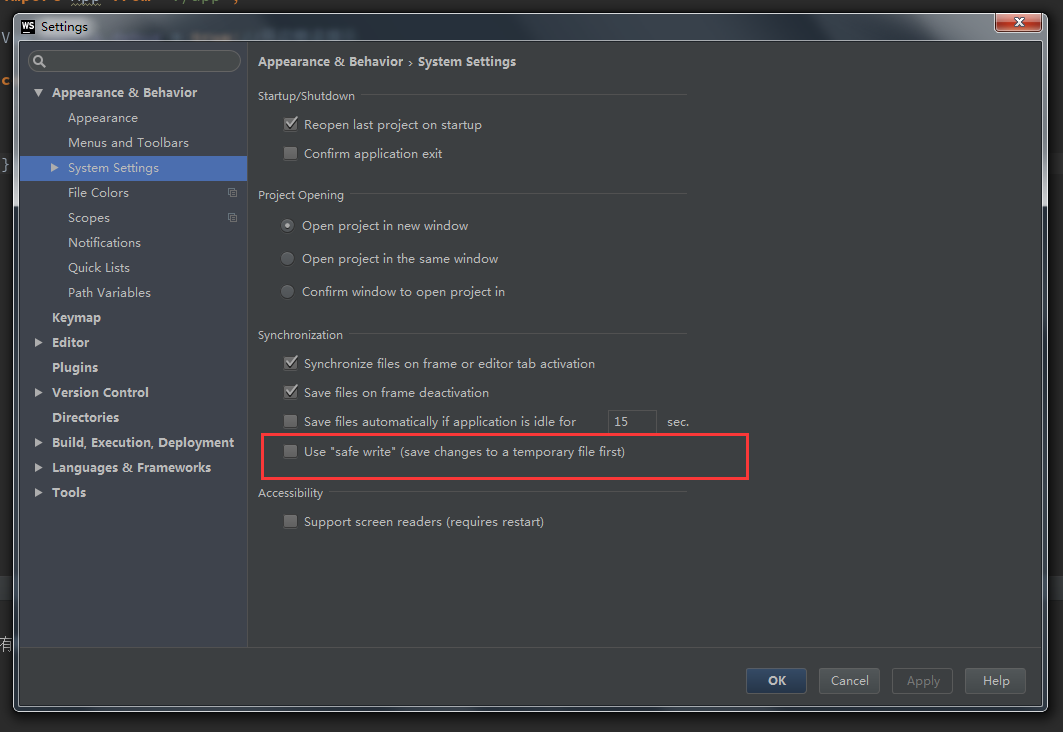 WS Settings
Appearance & Behavior › System Settings
Appearance & Behavior
Appearance
Menus and Toolbars
System Settings
File Colors
Scopes
Notifications
Quick Lists
Path Variables
Keymap
Editor
Plugins
Version Control
Directories
Build, Execution, Deployment
Languages & Frameworks
Tools
Startup/Shutdown
Reopen last project on startup
Confirm application exit
Project Opening
Open project in new window
Open project in the same window
Confirm window to open project in
Synchronization
Synchronize files on frame or editor tab activation
Save files on frame deactivation
Save files automatically if application is idle for 15 sec.
Use "safe write" (save changes to a temporary file first)
Accessibility
Support screen readers (requires restart)
OK Cancel Apply Help
V
c
}
有